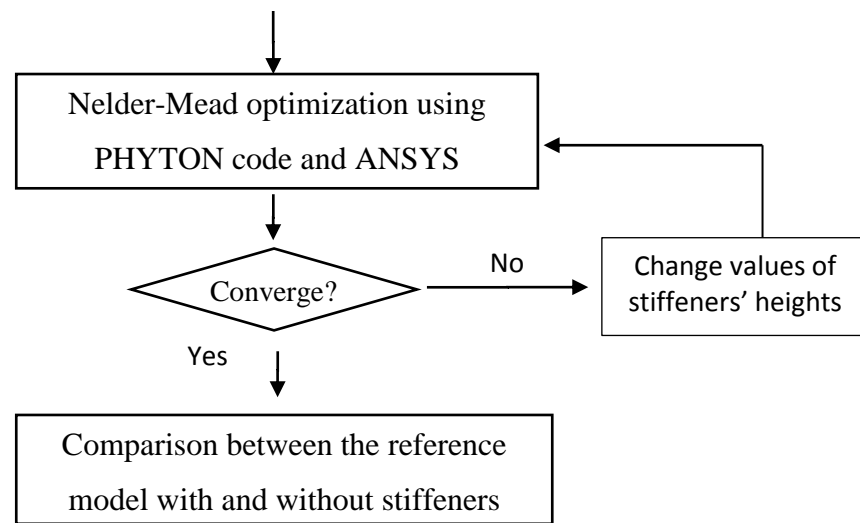 Nelder-Mead optimization using
PHYTON code and ANSYS
Converge?
No
Change values of
stiffeners’ heights
Yes
Comparison between the reference
model with and without stiffeners